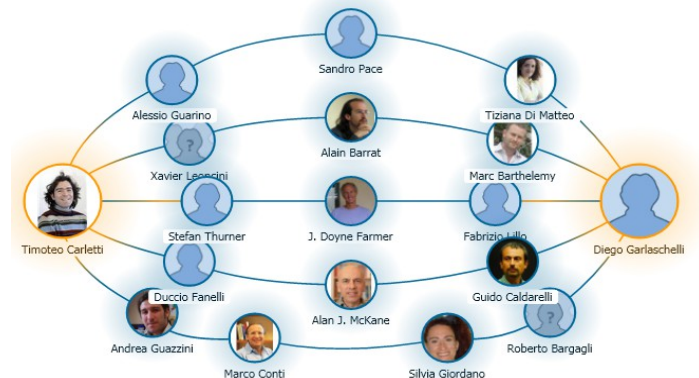 Sandro Pace
Alessio Guarino
Tiziana Di Matteo
Alain Barrat
Xavier Leoncini
Marc Barthelemy
Timoteo Carletti
Stefan Thurner
J. Doyne Farmer
Fabrizio Lillo
Diego Garlaschelli
Duccio Fanelli
Alan J. McKane
Guido Caldarelli
Andrea Guazzini
Roberto Bargagli
Marco Conti
Silvia Giordano